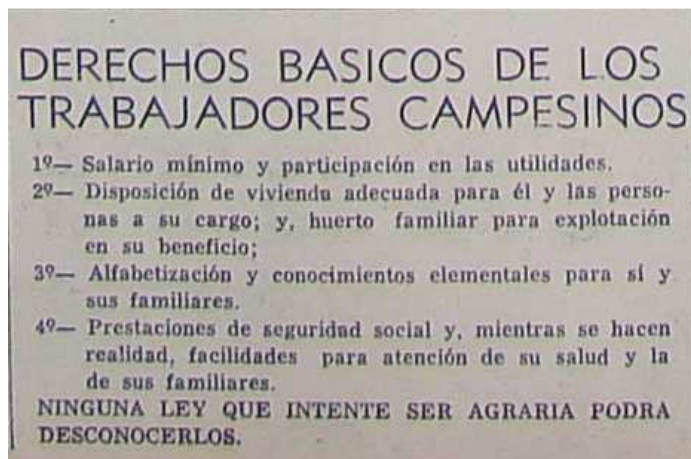 DERECHOS BASICOS DE LOS
TRABAJADORES CAMPESINOS
1º— Salario mínimo y participación en las utilidades.
2º— Disposición de vivienda adecuada para él y las perso-
nas a su cargo; y, huerto familiar para explotación
en su beneficio;
3º— Alfabetización y conocimientos elementales para sí y
sus familiares.
4º— Prestaciones de seguridad social y, mientras se hacen
realidad, facilidades para atención de su salud y la
de sus familiares.
NINGUNA LEY QUE INTENTE SER AGRARIA PODRA
DESCONOCERLOS.